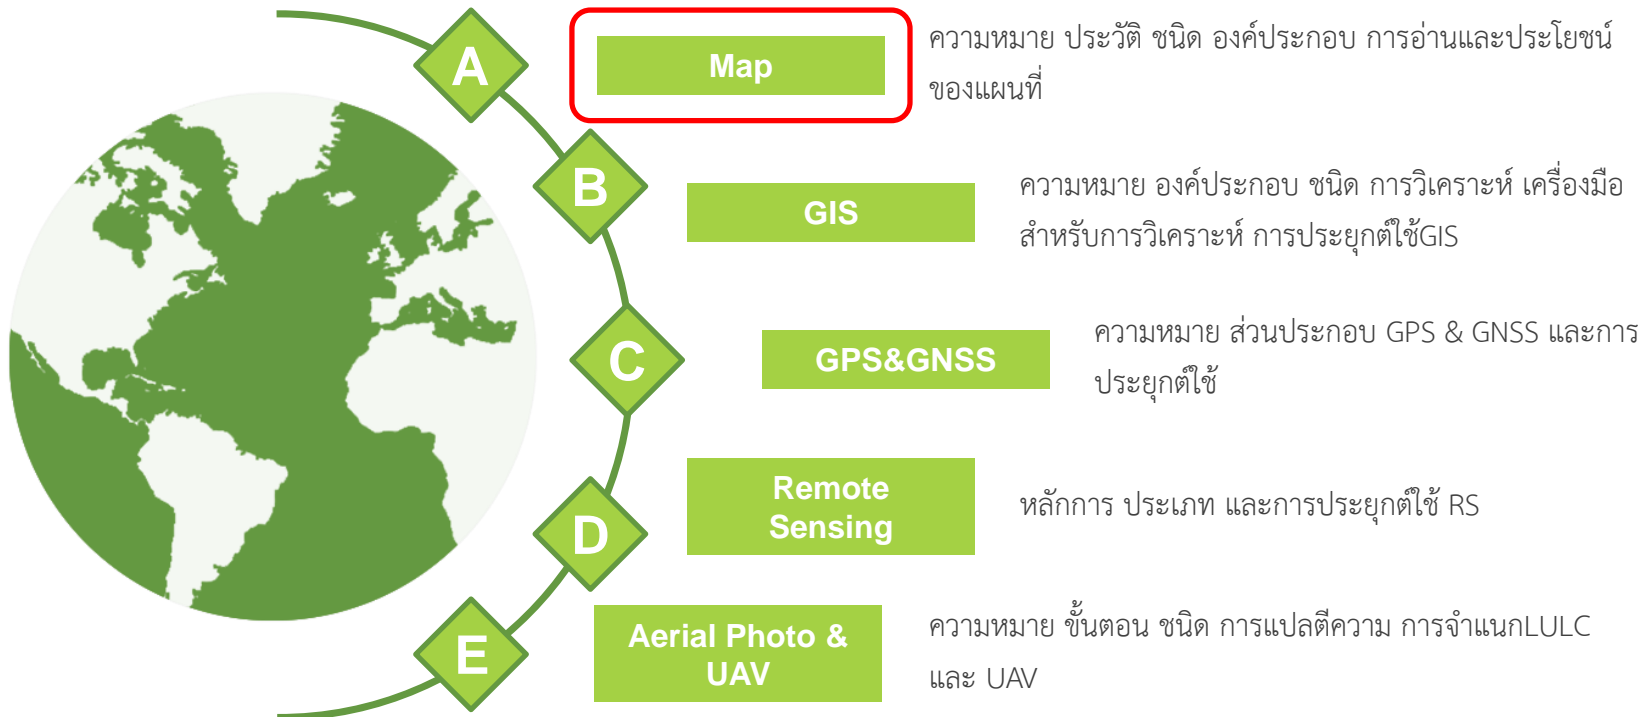 A
Map
ความหมาย ประวัติ ชนิด องค์ประกอบ การอ่านและประโยชน์
ของแผนที่
B
GIS
ความหมาย องค์ประกอบ ชนิด การวิเคราะห์ เครื่องมือ
สำหรับการวิเคราะห์ การประยุกต์ใช้GIS
C
GPS&GNSS
ความหมาย ส่วนประกอบ GPS & GNSS และการ
ประยุกต์ใช้
D
Remote
Sensing
หลักการ ประเภท และการประยุกต์ใช้ RS
E
Aerial Photo &
UAV
ความหมาย ขั้นตอน ชนิด การแปลตีความ การจำแนกLULC
และ UAV